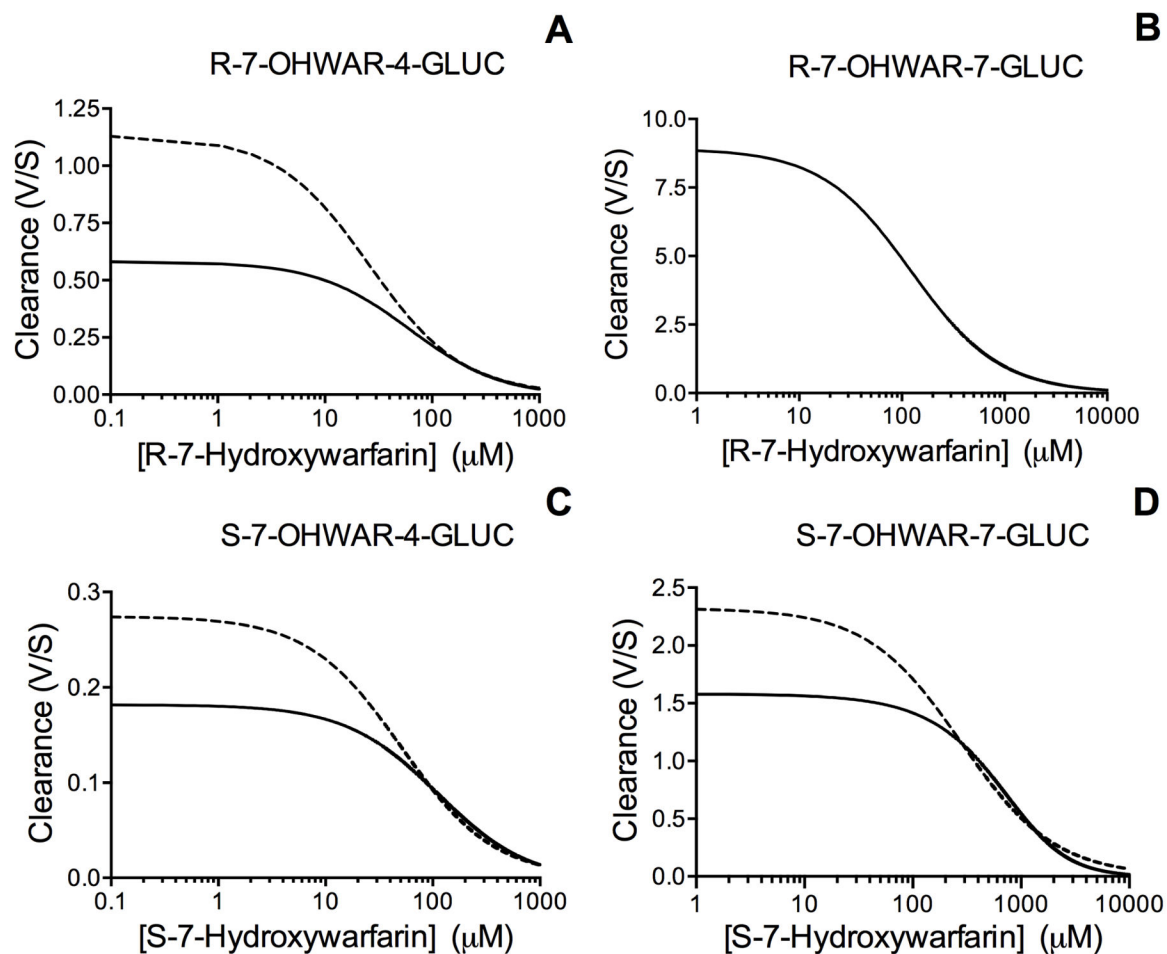 A
R-7-OHWAR-4-GLUC
Clearance (V/S)
1.25
1.00
0.75
0.50
0.25
0.00
0.1 1 10 100 1000
[R-7-Hydroxywarfarin] (μM)
B
R-7-OHWAR-7-GLUC
Clearance (V/S)
10.0
7.5
5.0
2.5
0.0
1 10 100 1000 10000
[R-7-Hydroxywarfarin] (μM)
C
S-7-OHWAR-4-GLUC
Clearance (V/S)
0.3
0.2
0.1
0.0
0.1 1 10 100 1000
[S-7-Hydroxywarfarin] (μM)
D
S-7-OHWAR-7-GLUC
Clearance (V/S)
2.5
2.0
1.5
1.0
0.5
0.0
1 10 100 1000 10000
[S-7-Hydroxywarfarin] (μM)